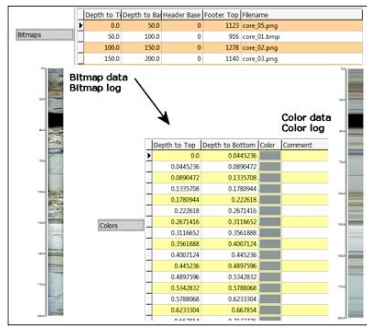 Depth to T Depth to Bas Header Base Footer Top Filename
Bitmaps
0.0 50.0 0 1123 core_05.png
50.0 100.0 0 916 core_01.bmp
100.0 150.0 0 1278 core_02.png
150.0 200.0 0 1140 core_03.png
Bitmap data
Bitmap log
Color data
Color log
Depth to Top Depth to Bottom Color Comment
Colors
0.0 0.0445236
0.0445236 0.0890472
0.0890472 0.1335708
0.1335708 0.1780944
0.1780944 0.222618
0.222618 0.2671416
0.2671416 0.3116652
0.3116652 0.3561888
0.3561888 0.4007124
0.4007124 0.445236
0.445236 0.4897596
0.4897596 0.5342832
0.5342832 0.5788068
0.5788068 0.6233304
0.6233304 0.667854